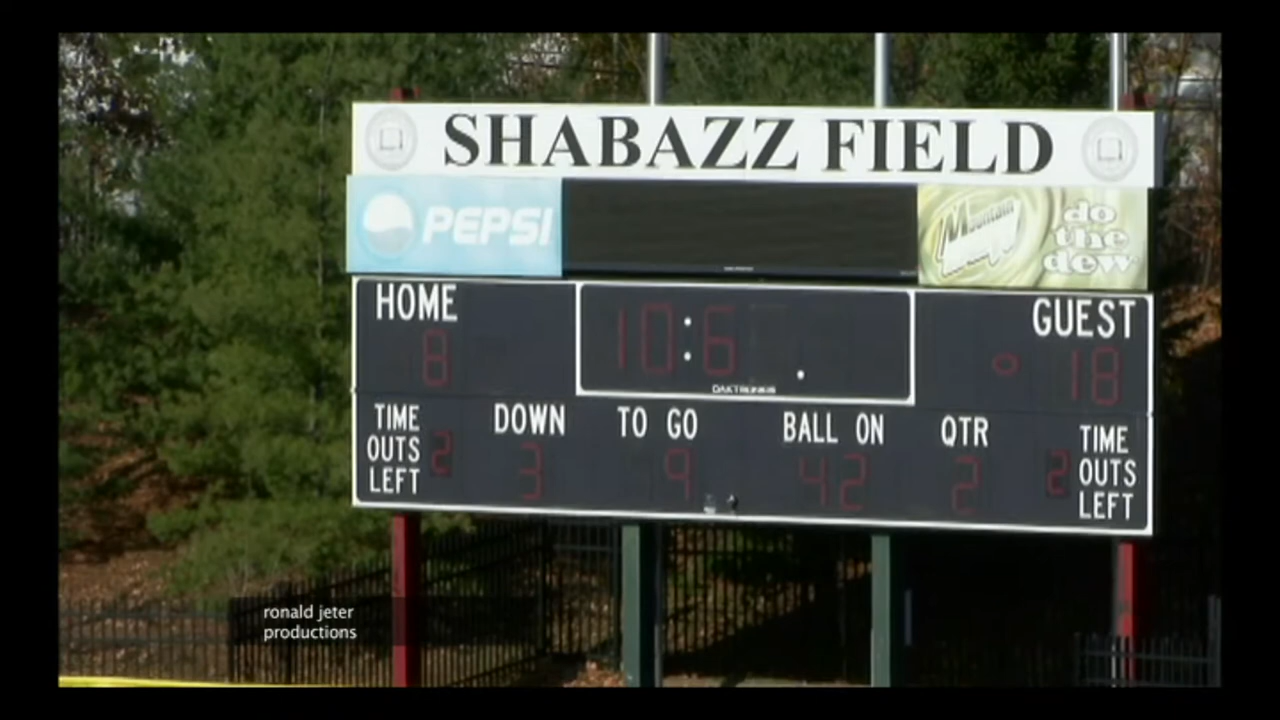 SHABAZZ FIELD
PEPSI
Mountain
do
the
dew
HOME
GUEST
8
10:6
18
DAKTRONICS
TIME
OUTS
LEFT
2
DOWN
3
TO GO
9
BALL ON
42
QTR
2
2
TIME
OUTS
LEFT
ronald jeter
productions